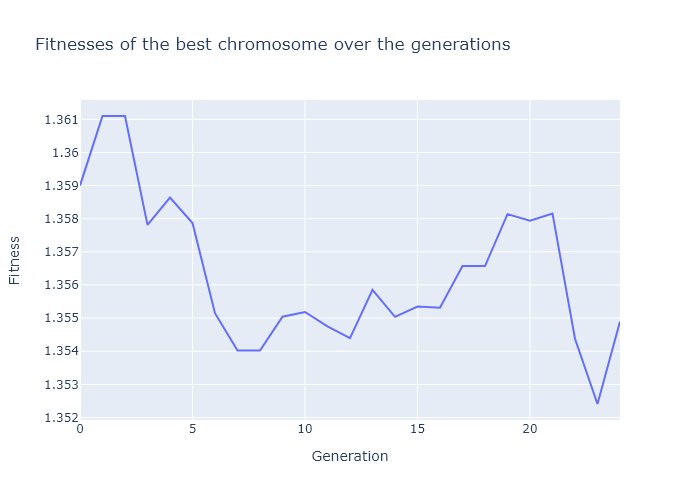 Fitnesses of the best chromosome over the generations
1.361
1.36
1.359
1.358
1.357
1.356
1.355
1.354
1.353
1.352
0 5 10 15 20
Generation
Fitness